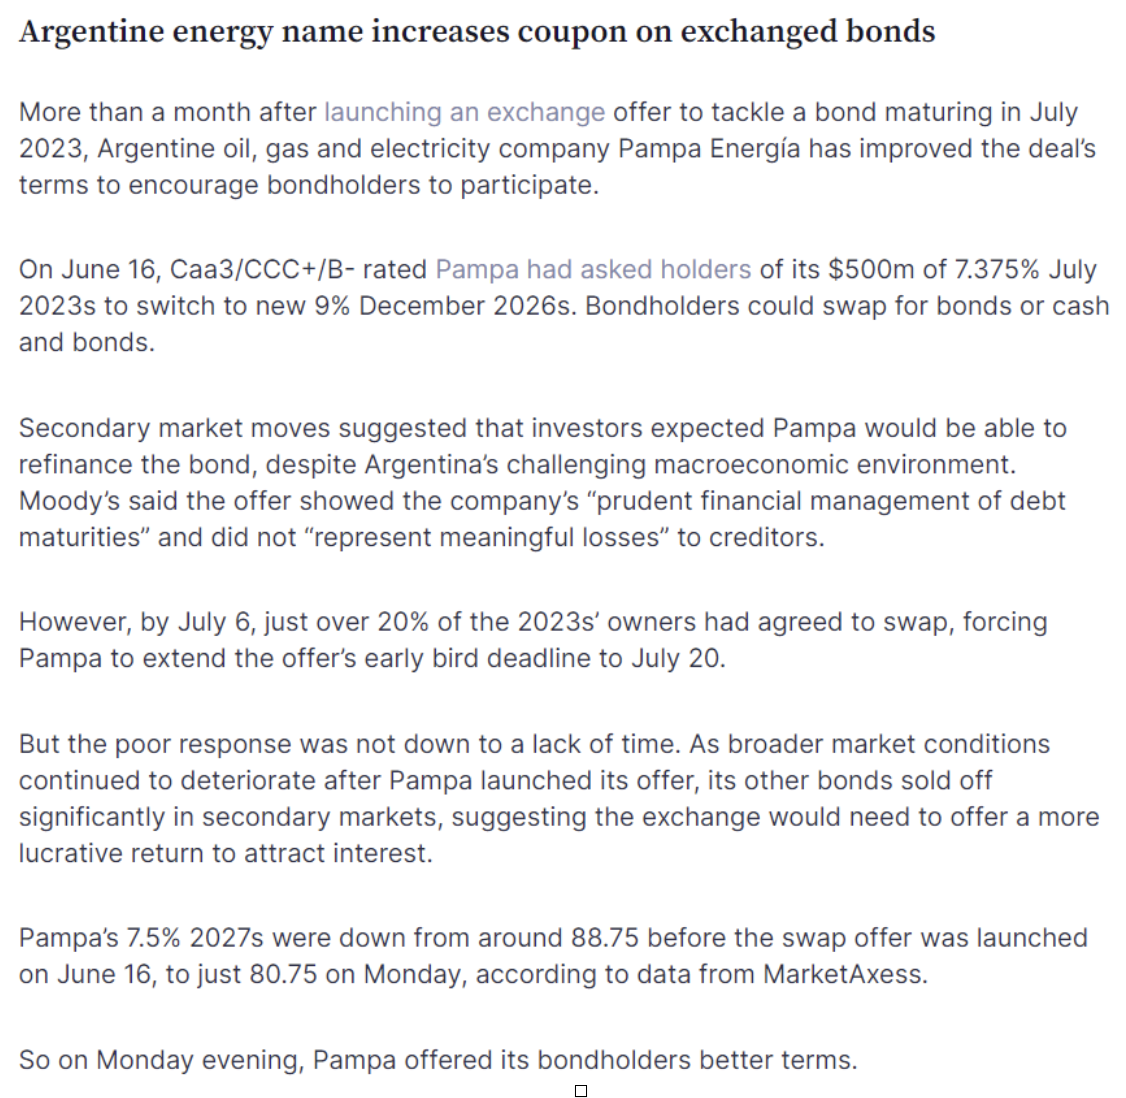 Argentine energy name increases coupon on exchanged bonds
More than a month after launching an exchange offer to tackle a bond maturing in July
2023, Argentine oil, gas and electricity company Pampa Energía has improved the deal’s
terms to encourage bondholders to participate.
On June 16, Caa3/CCC+/B- rated Pampa had asked holders of its $500m of 7.375% July
2023s to switch to new 9% December 2026s. Bondholders could swap for bonds or cash
and bonds.
Secondary market moves suggested that investors expected Pampa would be able to
refinance the bond, despite Argentina’s challenging macroeconomic environment.
Moody’s said the offer showed the company’s “prudent financial management of debt
maturities” and did not “represent meaningful losses” to creditors.
However, by July 6, just over 20% of the 2023s’ owners had agreed to swap, forcing
Pampa to extend the offer’s early bird deadline to July 20.
But the poor response was not down to a lack of time. As broader market conditions
continued to deteriorate after Pampa launched its offer, its other bonds sold off
significantly in secondary markets, suggesting the exchange would need to offer a more
lucrative return to attract interest.
Pampa’s 7.5% 2027s were down from around 88.75 before the swap offer was launched
on June 16, to just 80.75 on Monday, according to data from MarketAxess.
So on Monday evening, Pampa offered its bondholders better terms.